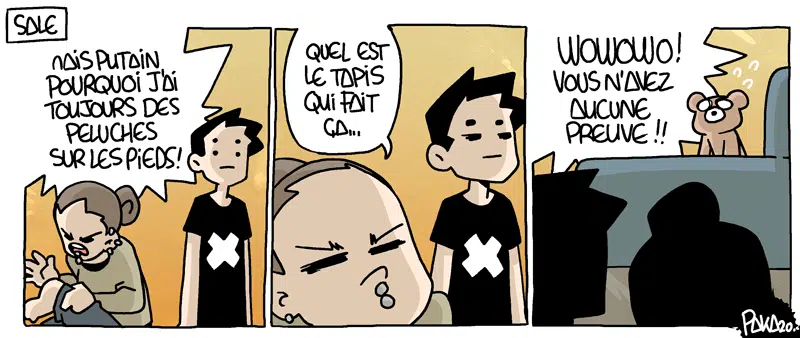 SALE
MAIS PUTAIN
POURQUOI J'AI
TOUJOURS DES
PELUCHES
SUR LES PIEDS!
QUEL EST
LE TAPIS
QUI FAIT
ÇA...
WOWOWO!
VOUS N'AVEZ
AUCUNE
PREUVE!!
PAKA20.